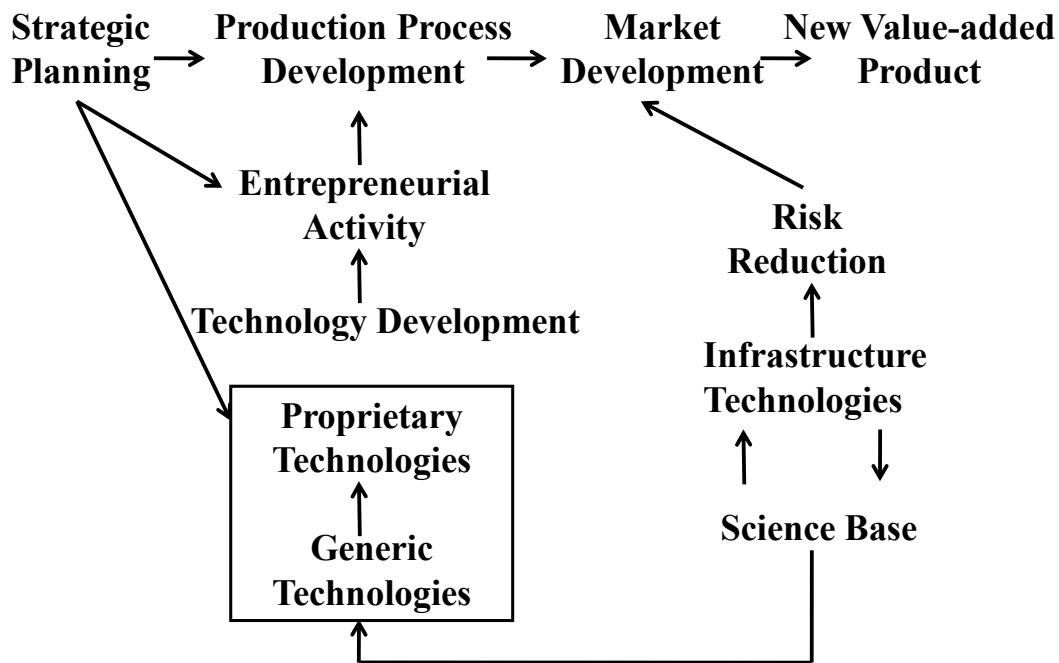 Strategic
Planning
Production Process
Development
Market
Development
New Value-added
Product
Entrepreneurial
Activity
Risk
Reduction
Technology Development
Infrastructure
Technologies
Proprietary
Technologies
Science Base
Generic
Technologies